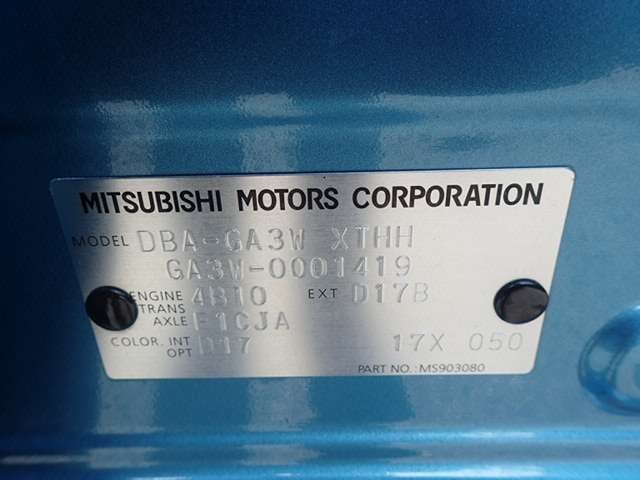 MITSUBISHI MOTORS CORPORATION
MODEL DBA-GA3W XTHH
GA3W-0001419
ENGINE 4B10 EXT D17B
TRANS
AXLE F1CJA
COLOR. INT D17
OPT 17X 050
PART NO. MS903080